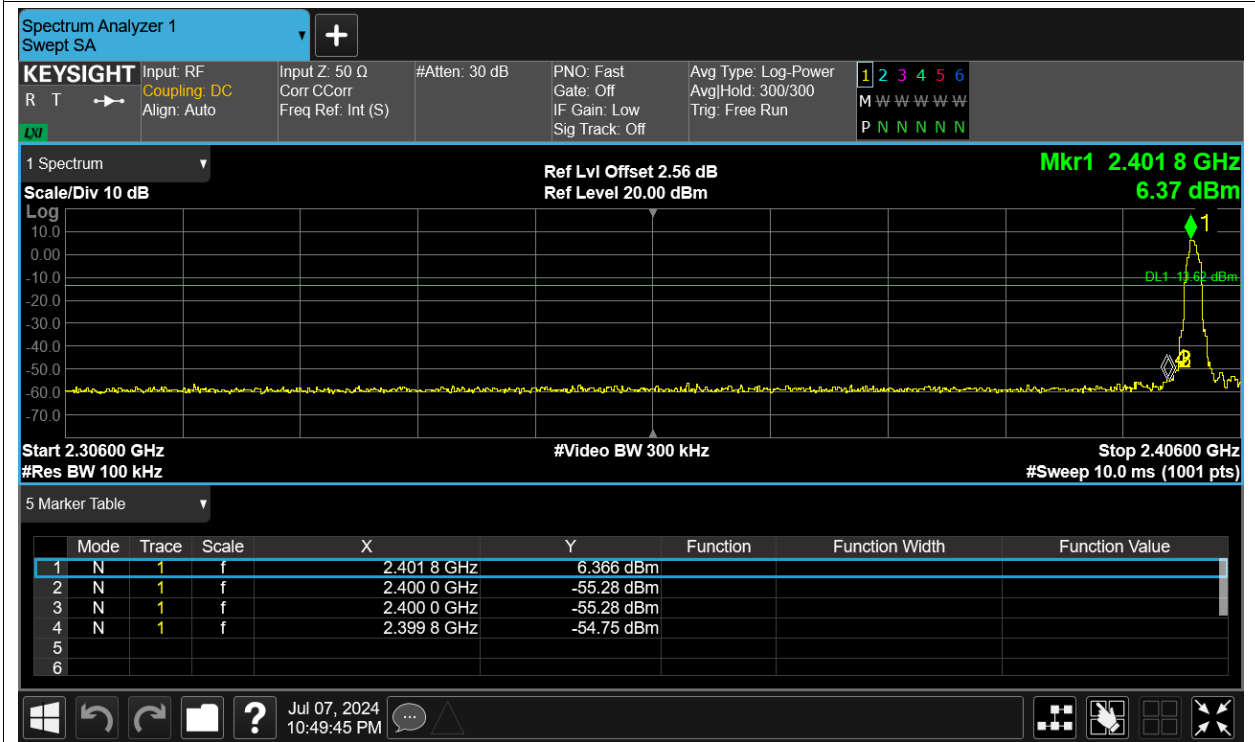 Spectrum Analyzer 1
Swept SA
+
KEYSIGHT Input: RF Input Z: 50 Ω #Atten: 30 dB PNO: Fast Avg Type: Log-Power 1 2 3 4 5 6
R T Coupling: DC Corr CCorr Gate: Off Avg|Hold: 300/300 M W W W W W
Align: Auto Freq Ref: Int (S) IF Gain: Low Trig: Free Run
LXI Sig Track: Off P N N N N N
1 Spectrum Ref Lvl Offset 2.56 dB Mkr1 2.401 8 GHz
Scale/Div 10 dB Ref Level 20.00 dBm 6.37 dBm
Log
1
10.0
0.00
-10.0
DL1 -13.62 dBm
-20.0
-30.0
-40.0
-50.0
-60.0
-70.0
Start 2.30600 GHz #Video BW 300 kHz Stop 2.40600 GHz
#Res BW 100 kHz #Sweep 10.0 ms (1001 pts)
5 Marker Table
Mode Trace Scale X Y Function Function Width Function Value
1 N 1 f 2.401 8 GHz 6.366 dBm
2 N 1 f 2.400 0 GHz -55.28 dBm
3 N 1 f 2.400 0 GHz -55.28 dBm
4 N 1 f 2.399 8 GHz -54.75 dBm
5
6
? Jul 07, 2024
10:49:45 PM